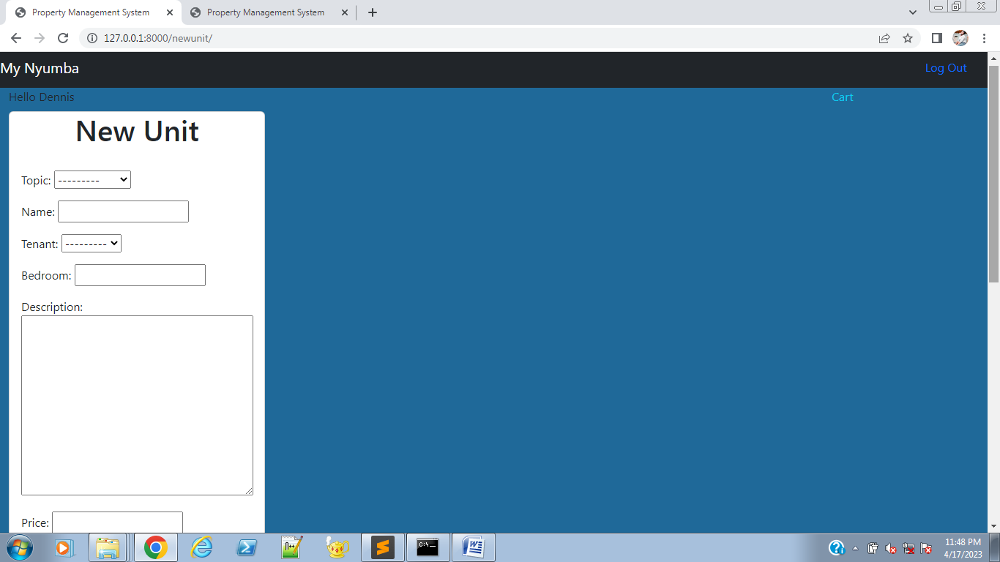 Property Management System
Property Management System
127.0.0.1:8000/newunit/
My Nyumba
Log Out
Hello Dennis
Cart
New Unit
Topic: ---------
Name:
Tenant: ---------
Bedroom:
Description:
Price:
11:48 PM
4/17/2023